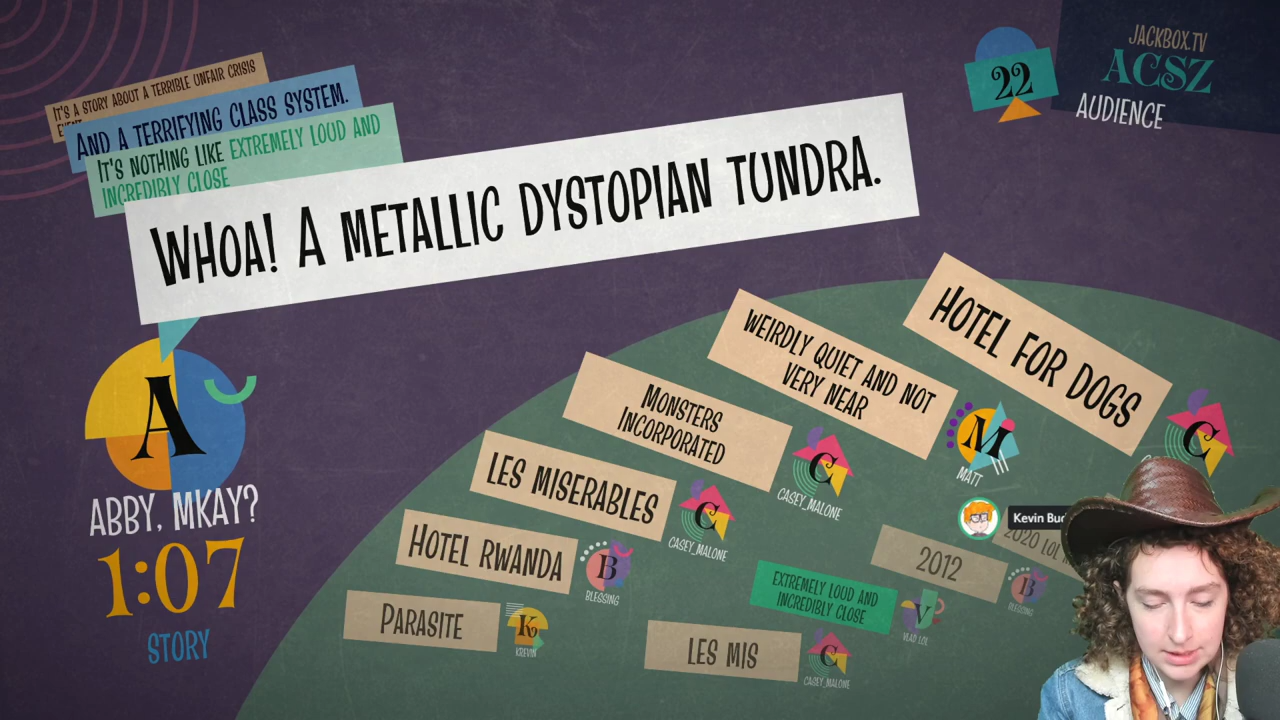 JACKBOX.TV
ACSZ
22
AUDIENCE
IT'S A STORY ABOUT A TERRIBLE UNFAIR CRISIS
AND A TERRIFYING CLASS SYSTEM.
IT'S NOTHING LIKE EXTREMELY LOUD AND
INCREDIBLY CLOSE
WHOA! A METALLIC DYSTOPIAN TUNDRA.
A
ABBY, MKAY?
1:07
STORY
HOTEL FOR DOGS
C
WEIRDLY QUIET AND NOT
VERY NEAR
M
MATT
MONSTERS
INCORPORATED
C
CASEY_MALONE
LES MISERABLES
C
CASEY_MALONE
Kevin
HOTEL RWANDA
B
BLESSING
2012
B
BLESSING
2020 LOL
EXTREMELY LOUD AND
INCREDIBLY CLOSE
V
VLAD LOL
PARASITE
K
KREVIN
LES MIS
C
CASEY_MALONE